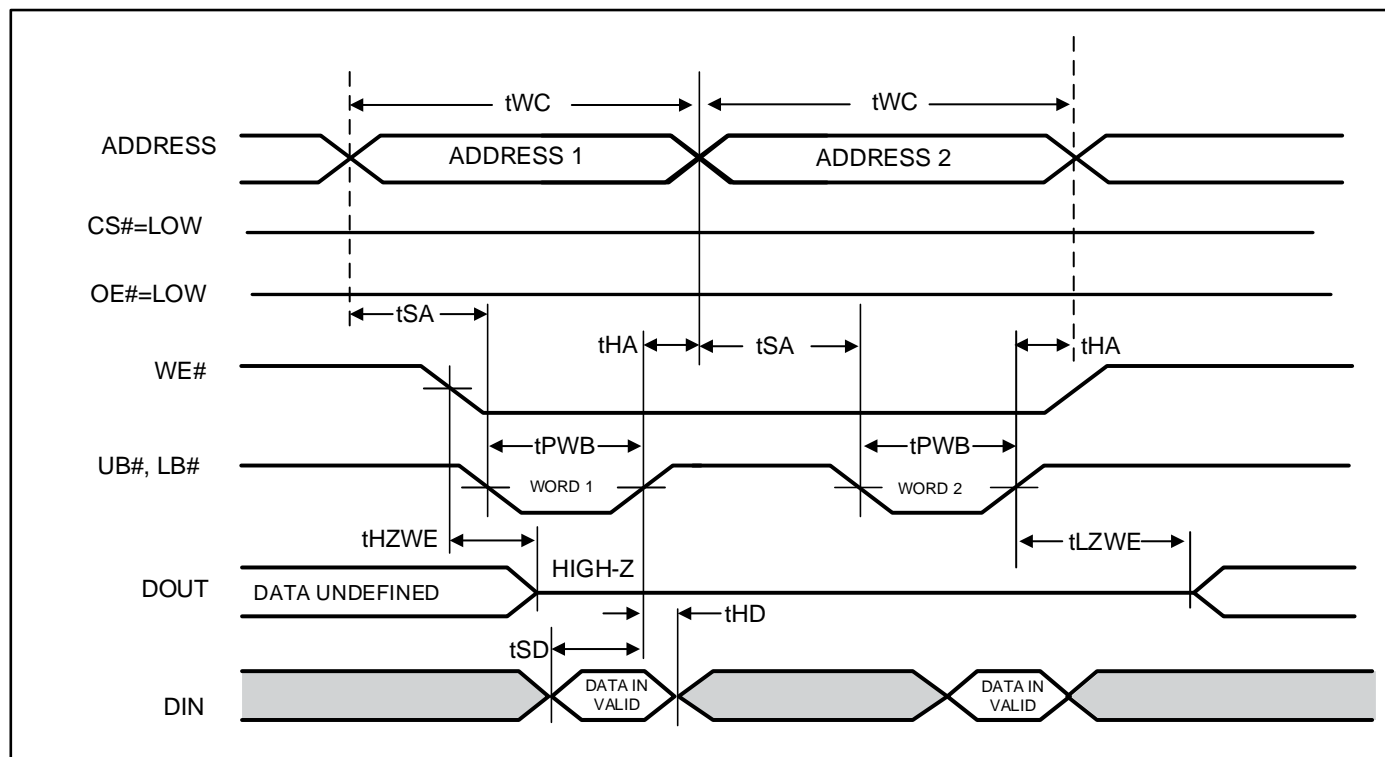 tWC tWC
ADDRESS ADDRESS 1 ADDRESS 2
CS#=LOW
OE#=LOW
tSA tHA tSA tHA
WE#
tPWB tPWB
UB#, LB# WORD 1 WORD 2
tHZWE tLZWE
HIGH-Z
DOUT DATA UNDEFINED
tHD
tSD
DATA IN DATA IN
VALID VALID
DIN